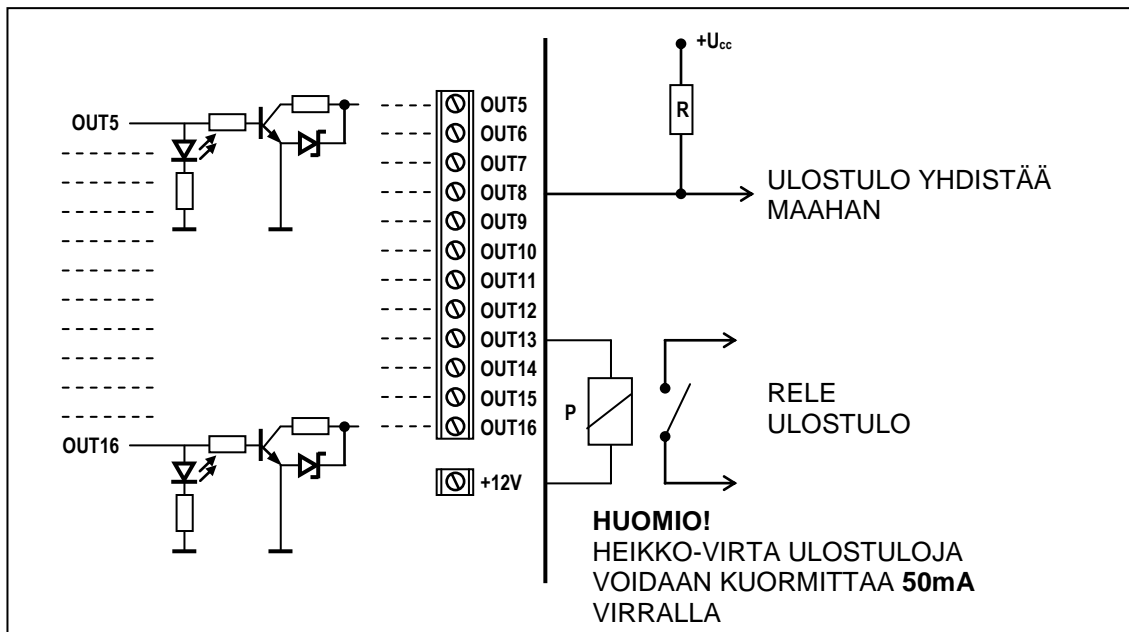 +Ucc
R
OUT5
OUT5
OUT6
OUT7
OUT8
OUT9
OUT10
OUT11
OUT12
OUT13
OUT14
OUT15
OUT16
+12V
OUT16
ULOSTULO YHDISTÄÄ
MAAHAN
P
RELE
ULOSTULO
HUOMIO!
HEIKKO-VIRTA ULOSTULOJA
VOIDAAN KUORMITTAA 50mA
VIRRALLA